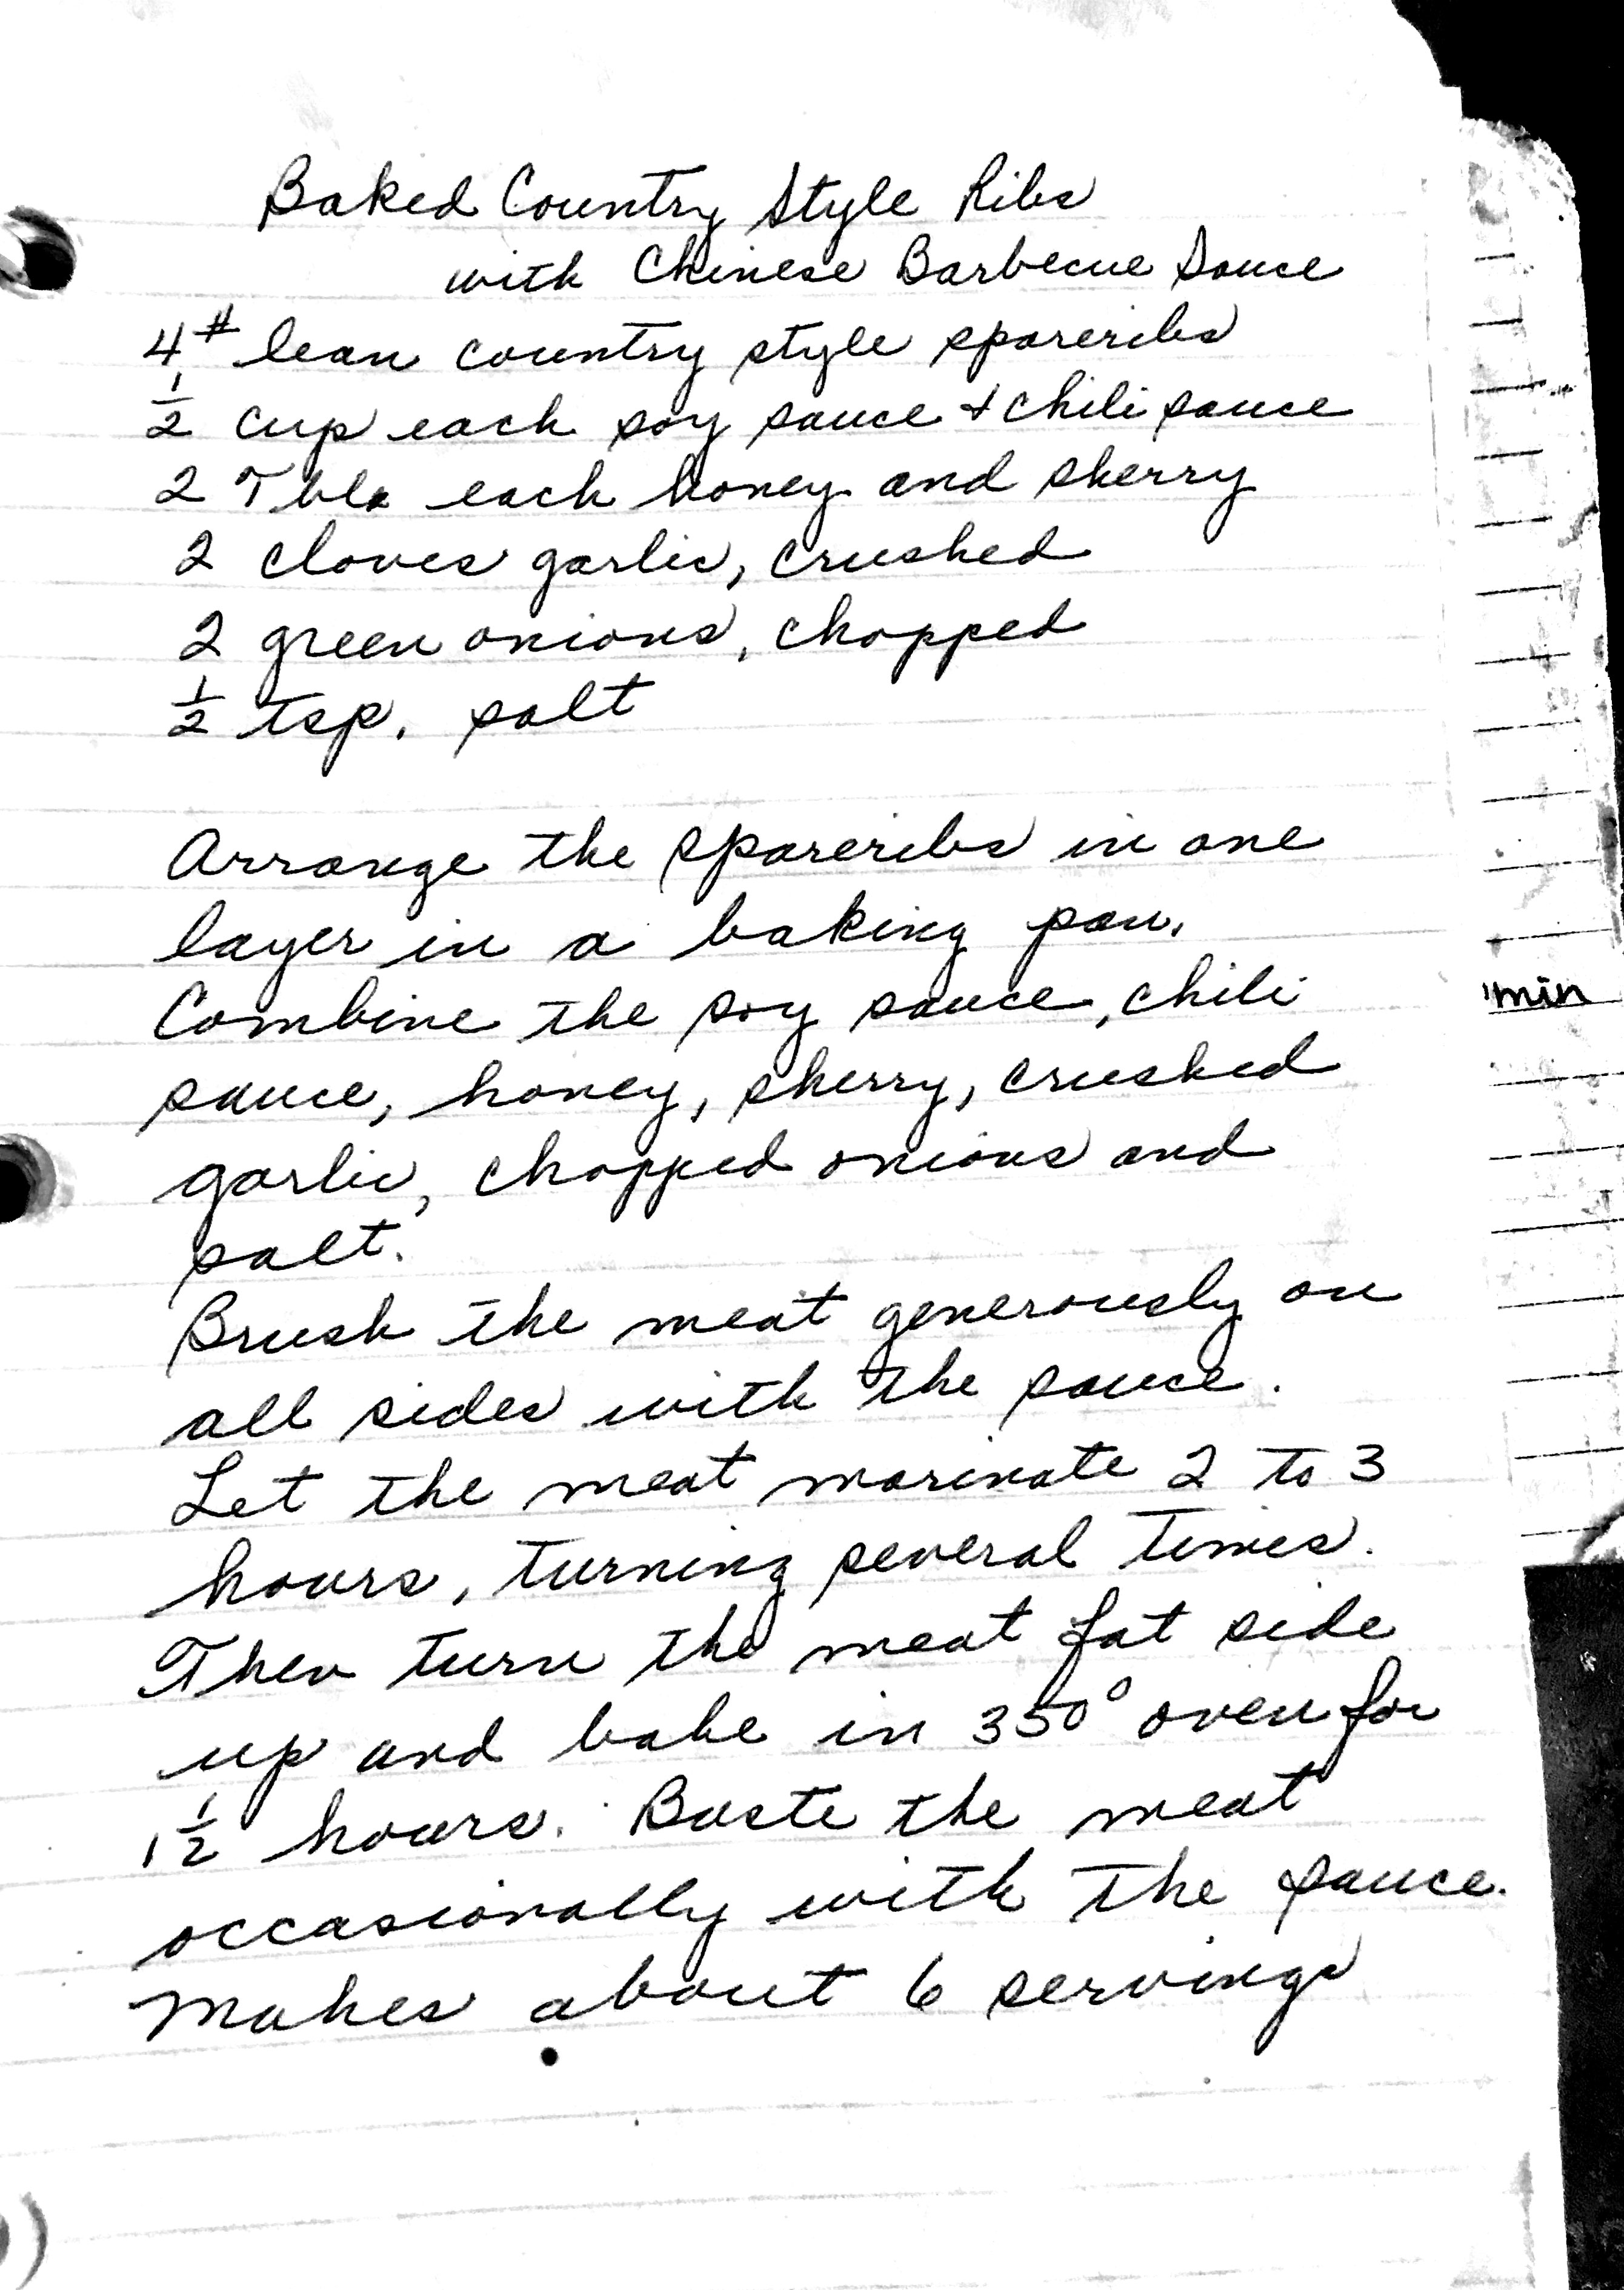 Baked Country Style Ribs
with Chinese Barbecue Sauce
4# lean country style spareribs
1/2 cup each soy sauce + chili sauce
2 Tbls each honey and sherry
2 cloves garlic, crushed
2 green onions, chopped
1/2 tsp. salt
Arrange the spareribs in one
layer in a baking pan.
Combine the soy sauce, chili
sauce, honey, sherry, crushed
garlic, chopped onions and
salt.
Brush the meat generously on
all sides with the sauce.
Let the meat marinate 2 to 3
hours, turning several times.
Then turn the meat fat side
up and bake in 350° oven for
1 1/2 hours. Baste the meat
occasionally with the sauce.
Makes about 6 servings
min